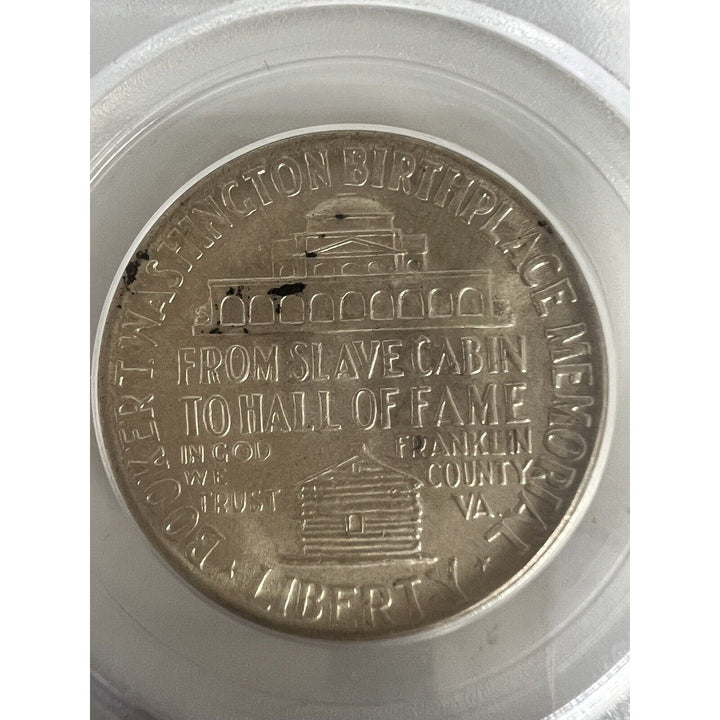 BOOKER T. WASHINGTON BIRTHPLACE MEMORIAL
FROM SLAVE CABIN
TO HALL OF FAME
IN GOD
WE
TRUST
FRANKLIN
COUNTY
VA.
LIBERTY